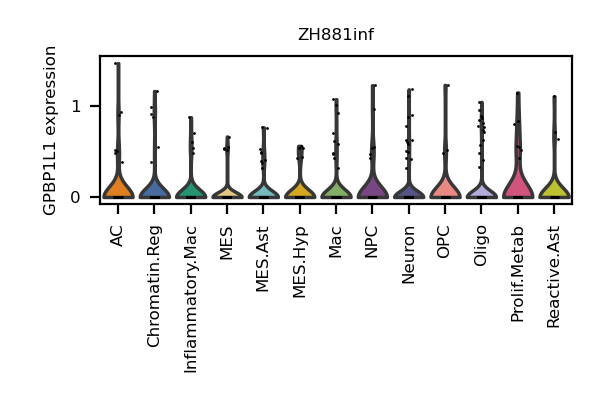 ZH881inf
GPBP1L1 expression
1
0
AC
Chromatin.Reg
Inflammatory.Mac
MES
MES.Ast
MES.Hyp
Mac
NPC
Neuron
OPC
Oligo
Prolif.Metab
Reactive.Ast